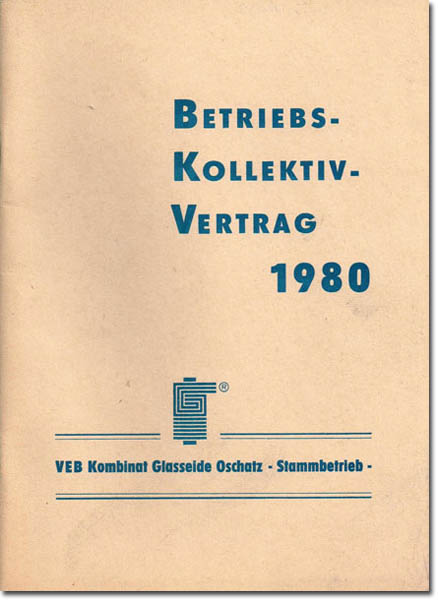 BETRIEBS-
KOLLEKTIV-
VERTRAG
1980
®
VEB Kombinat Glasseide Oschatz - Stammbetrieb -